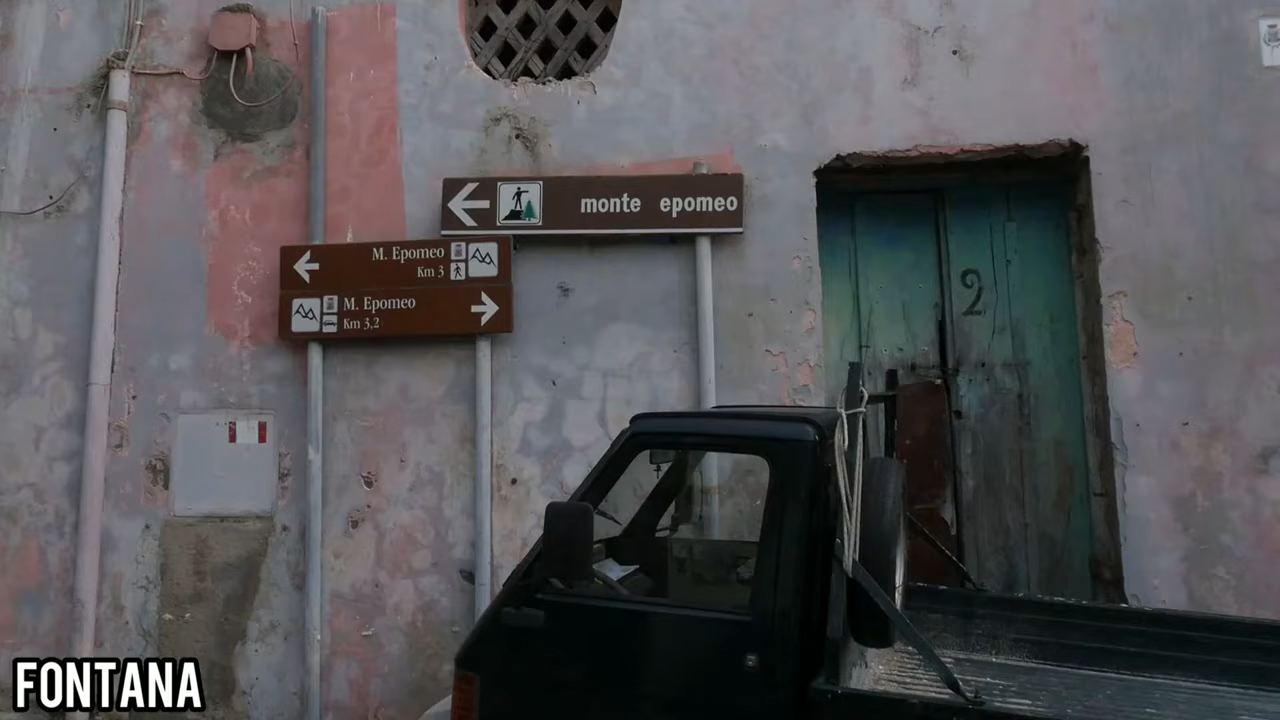 monte epomeo
M. Epomeo
Km 3
M. Epomeo
Km 3,2
2
FONTANA